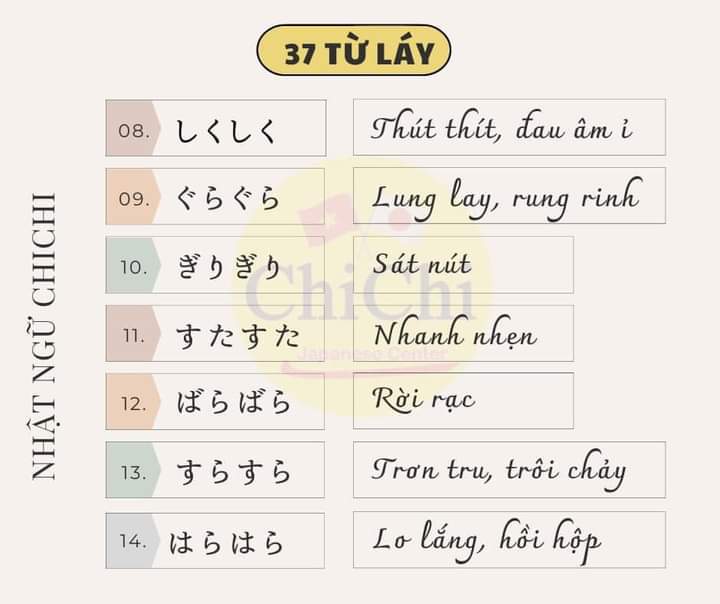 37 TỪ LÁY
08. しくしく Thút thít, đau âm ỉ
09. ぐらぐら Lung lay, rung rinh
10. ぎりぎり Sát nút
11. すたすた Nhanh nhẹn
12. ばらばら Rời rạc
13. すらすら Trơn tru, trôi chảy
14. はらはら Lo lắng, hồi hộp
NHẬT NGỮ CHICHI
ChiChi
Japanese Center